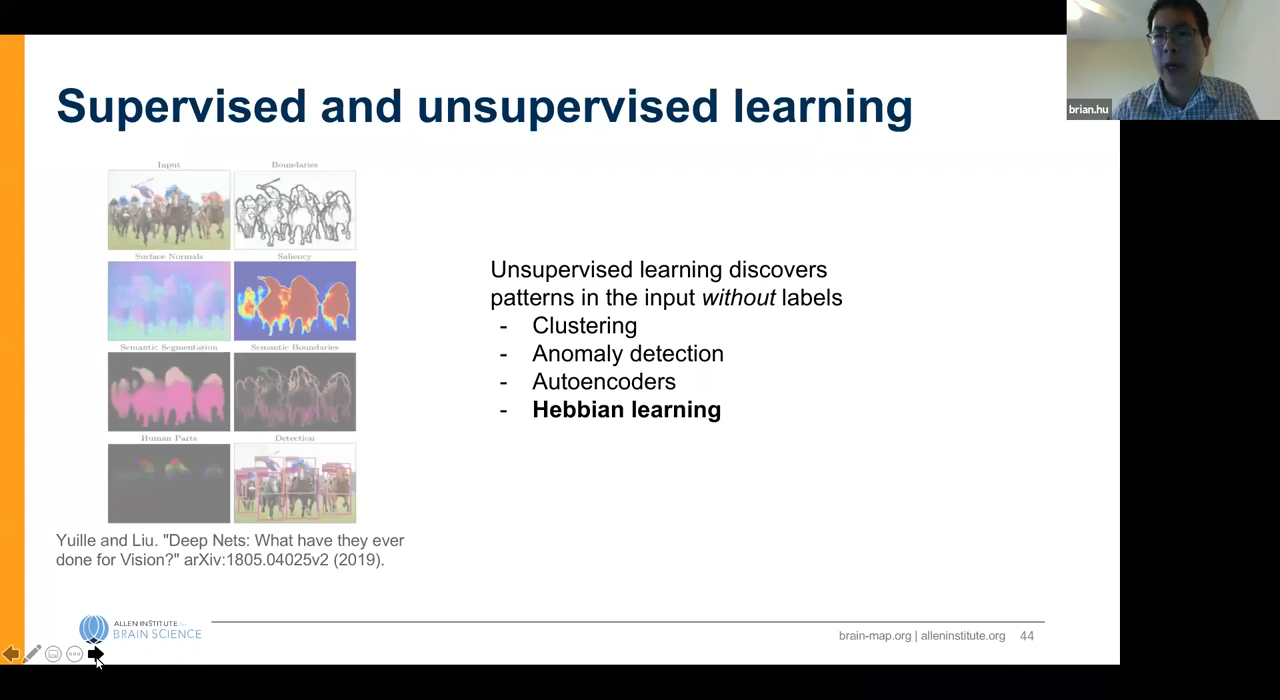 brian.hu
Supervised and unsupervised learning
Input
Boundaries
Surface Normals
Saliency
Semantic Segmentation
Semantic Boundaries
Human Parts
Detection
Unsupervised learning discovers
patterns in the input without labels
- Clustering
- Anomaly detection
- Autoencoders
- Hebbian learning
Yuille and Liu. "Deep Nets: What have they ever
done for Vision?" arXiv:1805.04025v2 (2019).
ALLEN INSTITUTE for
BRAIN SCIENCE
brain-map.org | alleninstitute.org 44